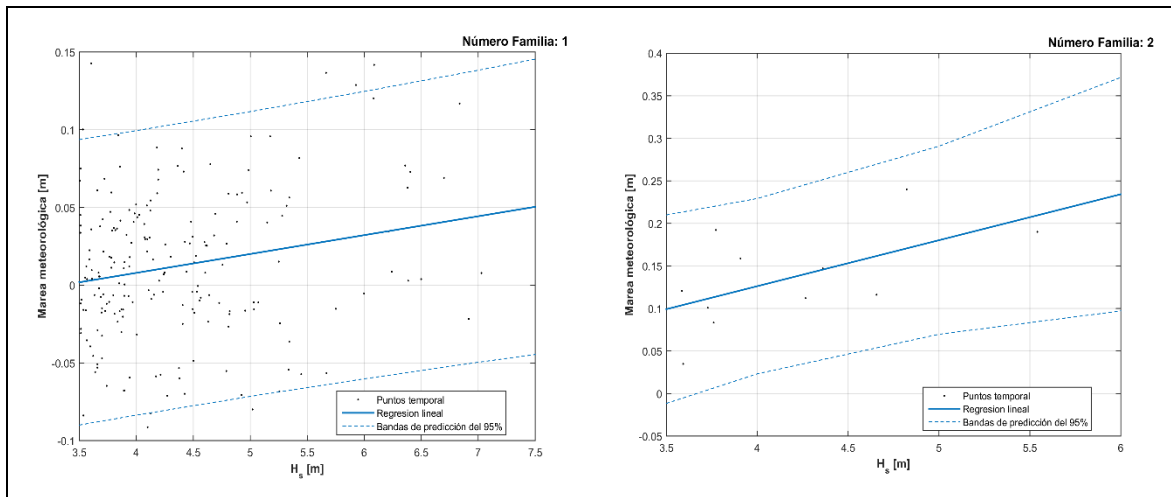 Número Familia: 1
0.15
0.1
0.05
0
-0.05
-0.1
Marea meteorológica [m]
3.5 4 4.5 5 5.5 6 6.5 7 7.5
H_s [m]
Puntos temporal
Regresion lineal
Bandas de predicción del 95%
Número Familia: 2
0.4
0.35
0.3
0.25
0.2
0.15
0.1
0.05
0
-0.05
Marea meteorológica [m]
3.5 4 4.5 5 5.5 6
H_s [m]
Puntos temporal
Regresion lineal
Bandas de predicción del 95%